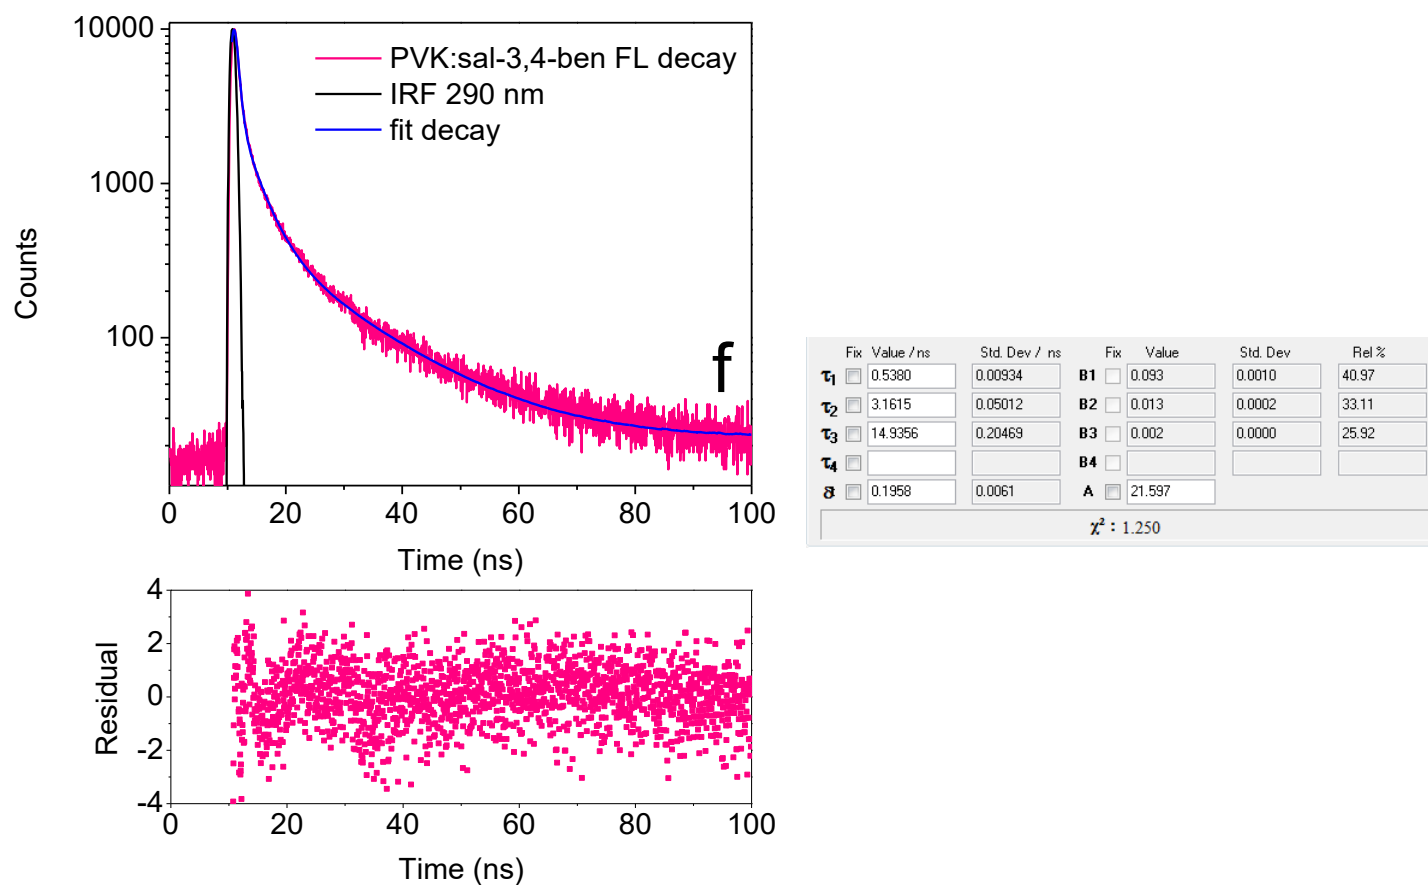 10000
1000
100
Counts
PVK:sal-3,4-ben FL decay
IRF 290 nm
fit decay
f
0 20 40 60 80 100
Time (ns)
4
2
0
-2
-4
Residual
0 20 40 60 80 100
Time (ns)
Fix Value / ns Std. Dev / ns Fix Value Std. Dev Rel %
τ1 0.5380 0.00934 B1 0.093 0.0010 40.97
τ2 3.1615 0.05012 B2 0.013 0.0002 33.11
τ3 14.9356 0.20469 B3 0.002 0.0000 25.92
τ4 B4
δt 0.1958 0.0061 A 21.597
χ² : 1.250